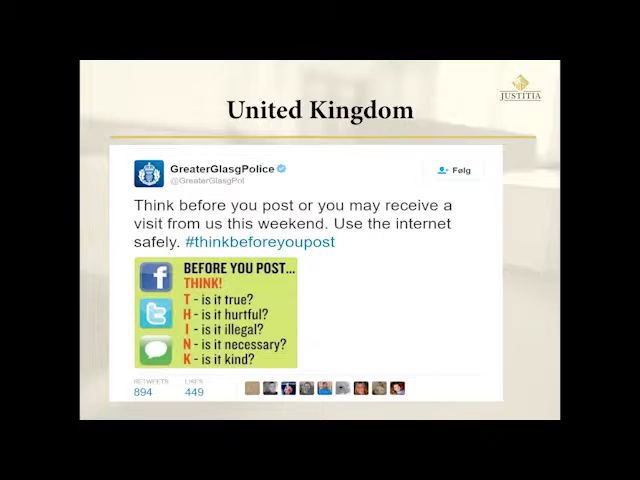 JUSTITIA
United Kingdom
GreaterGlasgPolice
@GreaterGlasgPol
Følg
Think before you post or you may receive a
visit from us this weekend. Use the internet
safely. #thinkbeforeyoupost
BEFORE YOU POST...
THINK!
T - is it true?
H - is it hurtful?
I - is it illegal?
N - is it necessary?
K - is it kind?
RETWEETS LIKES
894 449